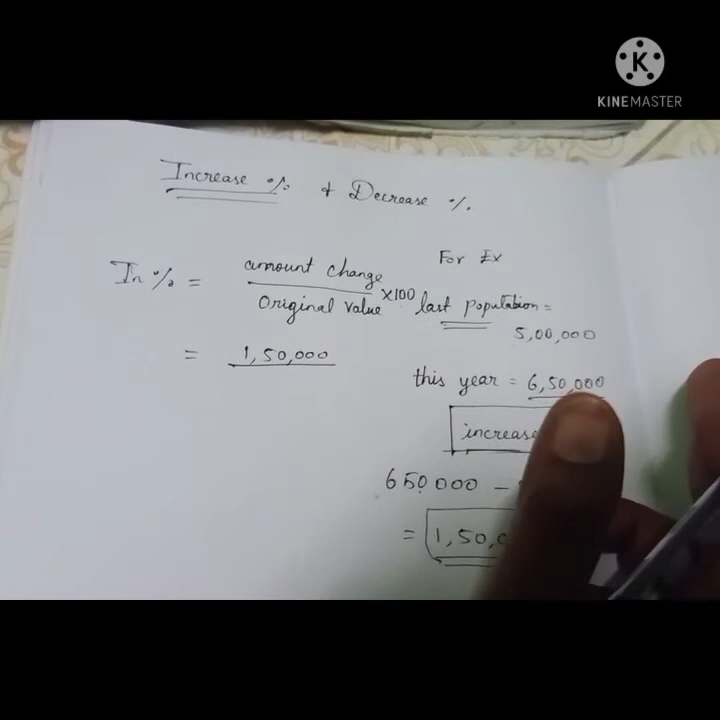 KINEMASTER
Increase % & Decrease %.
For Ex
In % = amount change
Original value ×100
last population =
5,00,000
= 1,50,000
this year = 6,50,000
increase
650000 –
= 1,50,0